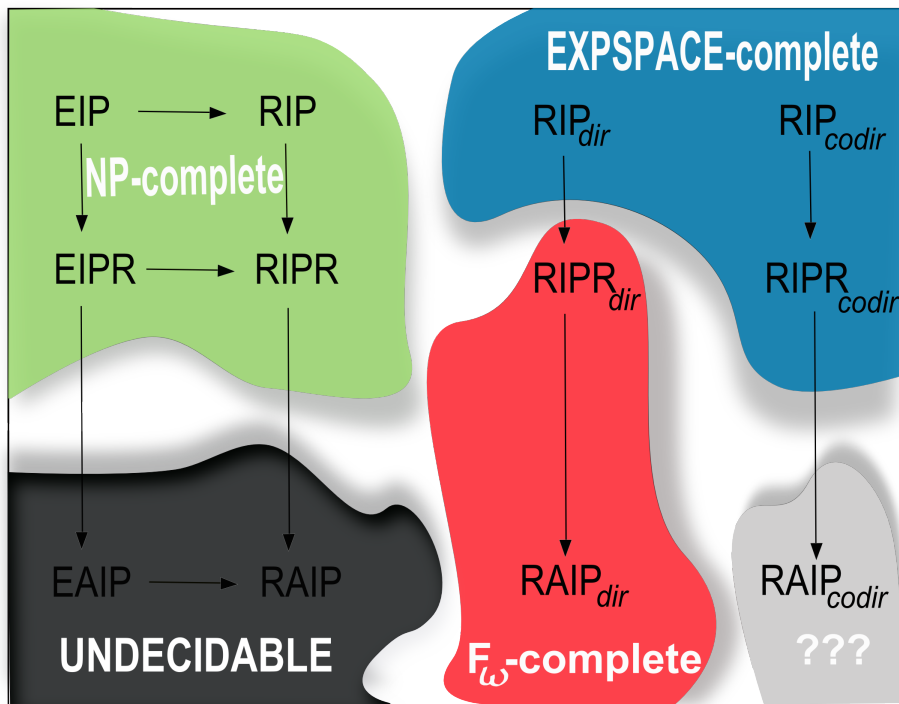 EXPSPACE-complete
EIP RIP RIP_dir RIP_codir
NP-complete
EIPR RIPR RIPR_dir RIPR_codir
EAIP RAIP RAIP_dir RAIP_codir
UNDECIDABLE F_ω-complete ???